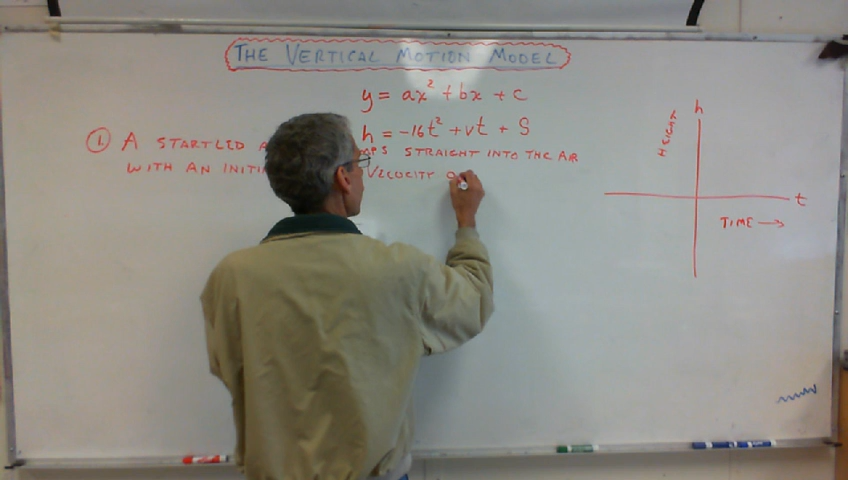 THE VERTICAL MOTION MODEL
y = ax² + bx + c
h = -16t² + vt + S
① A STARTLED A OPS STRAIGHT INTO THE AIR
WITH AN INITI VELOCITY O
h
HEIGHT
t
TIME →